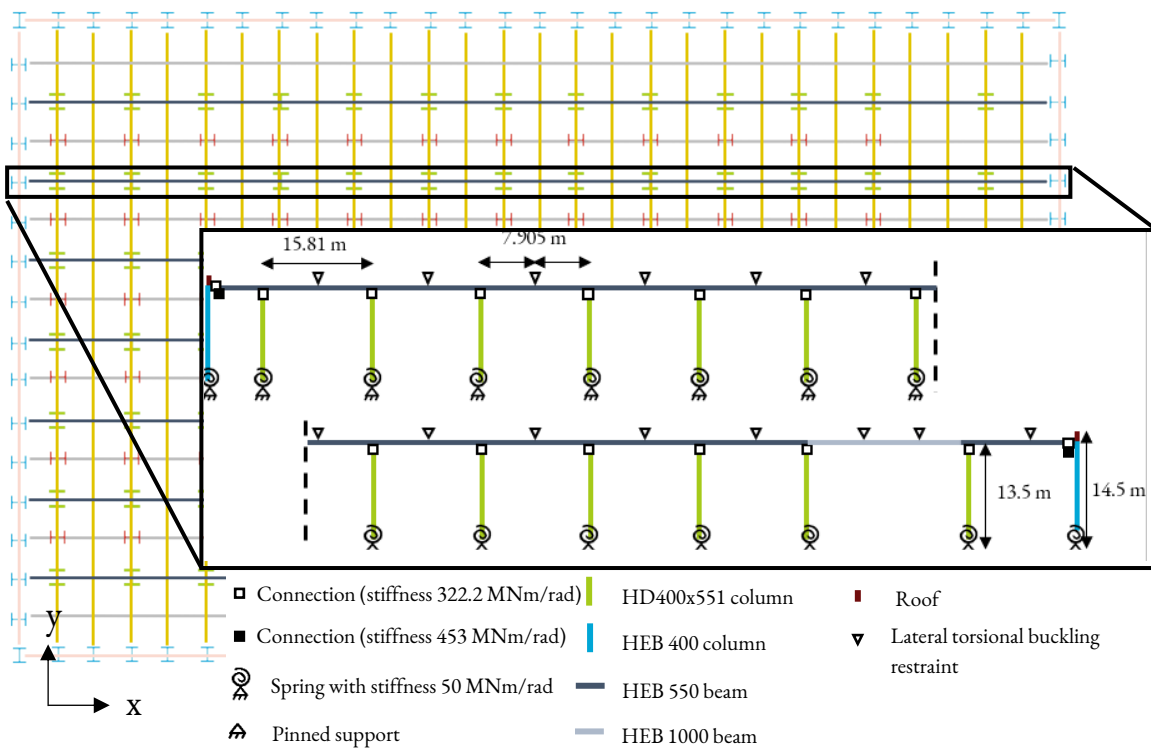 15.81 m
7.905 m
13.5 m
14.5 m
Connection (stiffness 322.2 MNm/rad)
HD400x551 column
Roof
Connection (stiffness 453 MNm/rad)
HEB 400 column
Lateral torsional buckling
restraint
y
Spring with stiffness 50 MNm/rad
HEB 550 beam
x
Pinned support
HEB 1000 beam